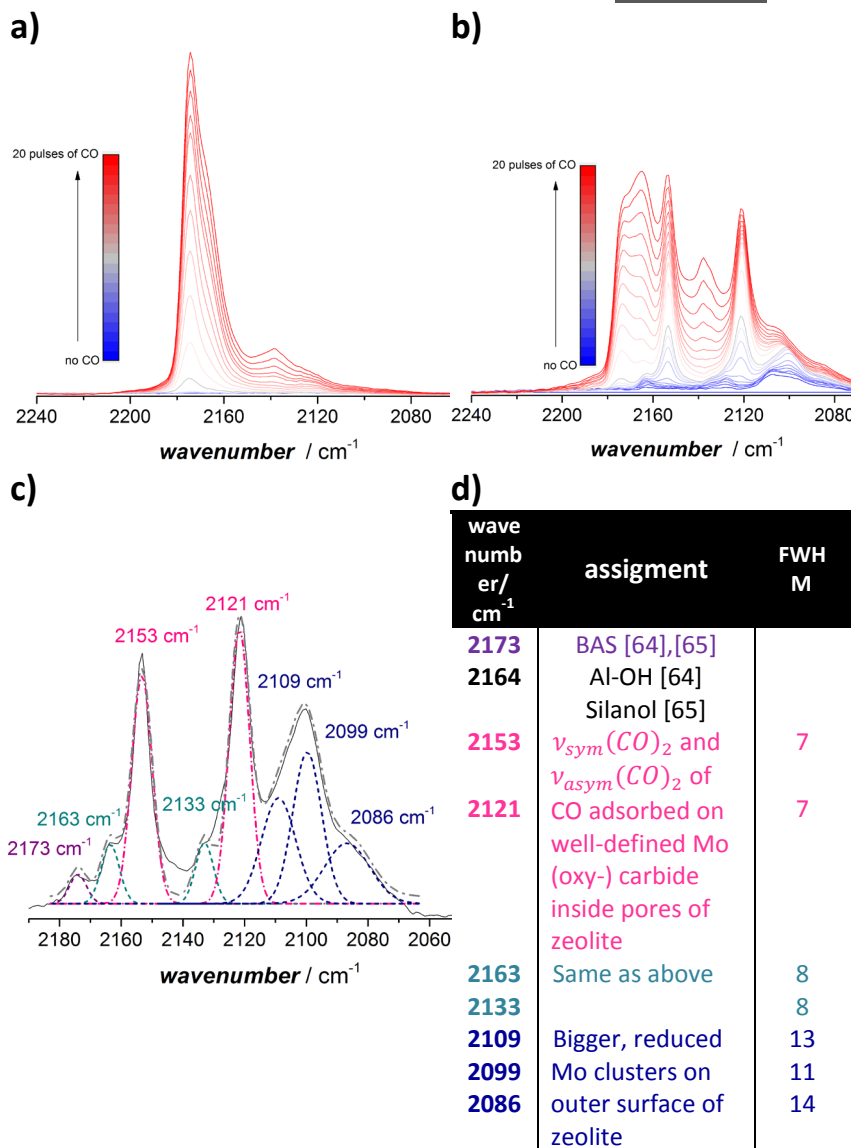 a)
b)
20 pulses of CO
no CO
2240 2200 2160 2120 2080
wavenumber / cm⁻¹
20 pulses of CO
no CO
2240 2200 2160 2120 2080
wavenumber / cm⁻¹
c)
2121 cm⁻¹
2153 cm⁻¹
2109 cm⁻¹
2099 cm⁻¹
2133 cm⁻¹
2163 cm⁻¹
2086 cm⁻¹
2173 cm⁻¹
2180 2160 2140 2120 2100 2080 2060
wavenumber / cm⁻¹
d)
wave
numb
er/
cm⁻¹
assigment
FWH
M
2173 BAS [64],[65]
2164 Al-OH [64]
Silanol [65]
2153 νsym(CO)₂ and 7
νasym(CO)₂ of
2121 CO adsorbed on 7
well-defined Mo
(oxy-) carbide
inside pores of
zeolite
2163 Same as above 8
2133 8
2109 Bigger, reduced 13
2099 Mo clusters on 11
2086 outer surface of 14
zeolite